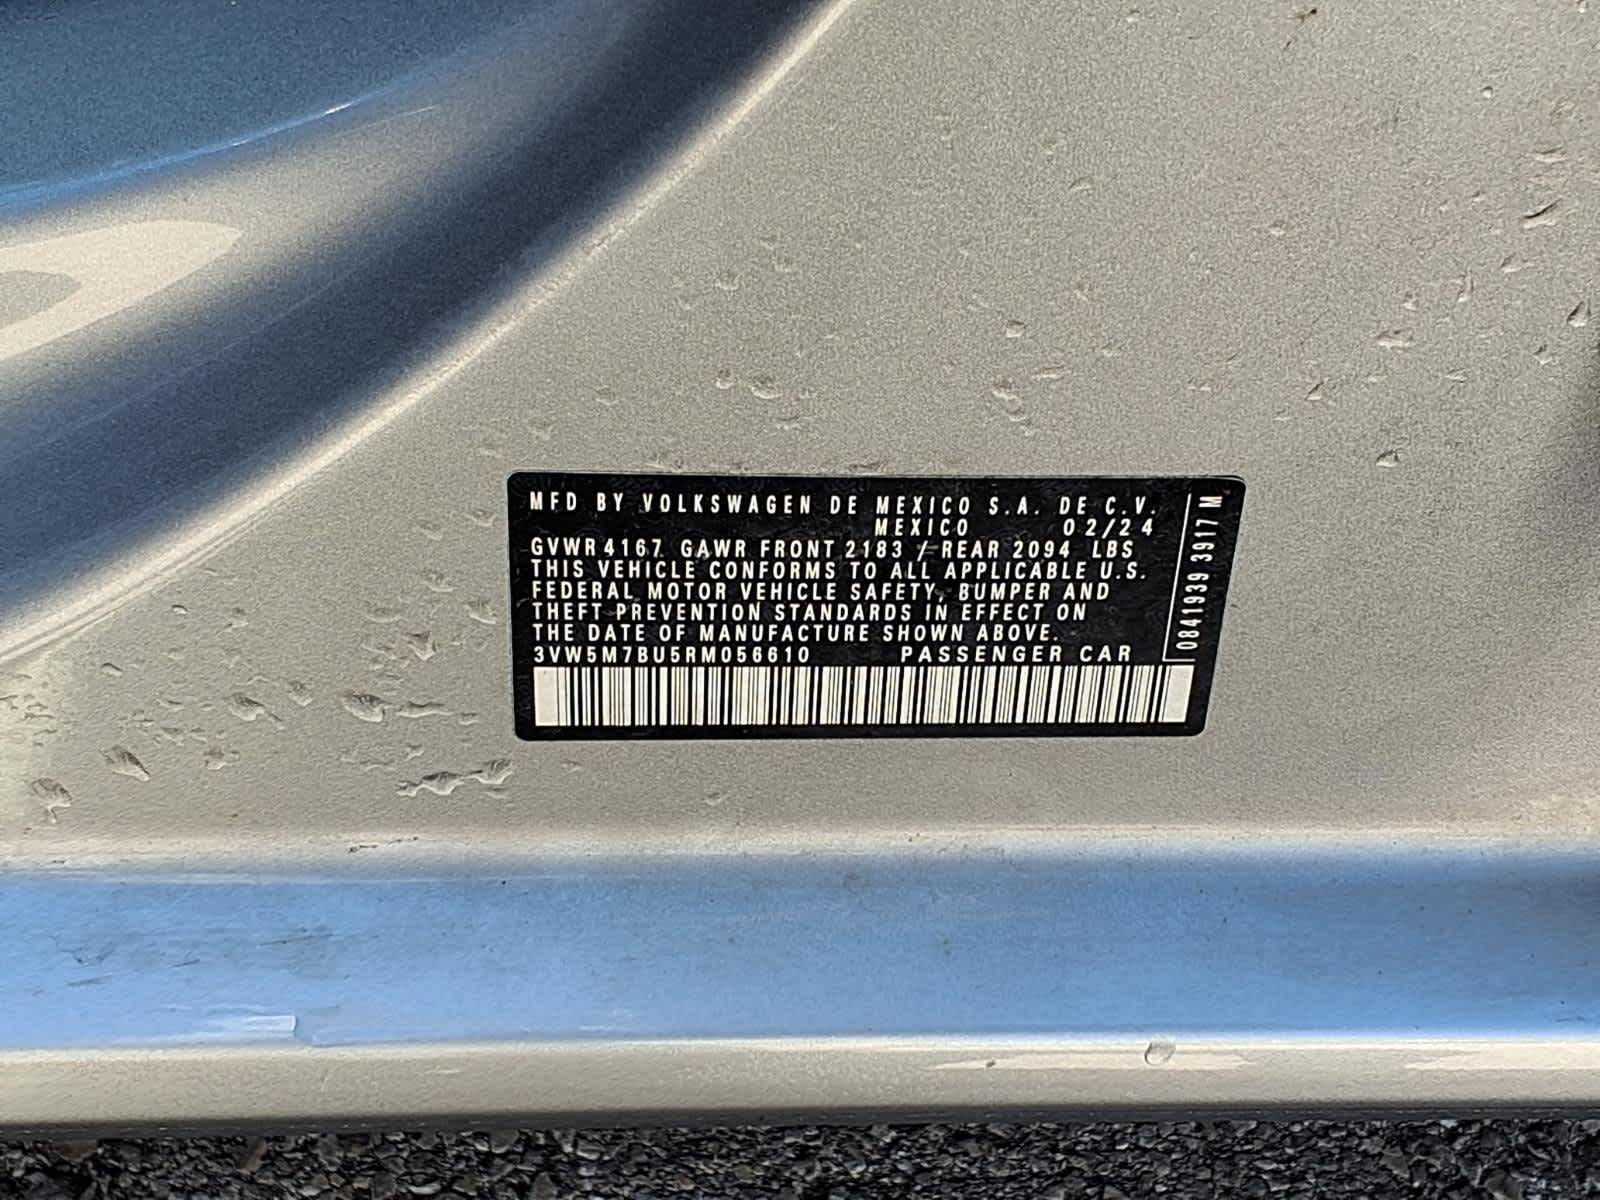 MFD BY VOLKSWAGEN DE MEXICO S.A. DE C.V.
MEXICO 02/24
GVWR 4167 GAWR FRONT 2183 / REAR 2094 LBS
THIS VEHICLE CONFORMS TO ALL APPLICABLE U.S.
FEDERAL MOTOR VEHICLE SAFETY, BUMPER AND
THEFT PREVENTION STANDARDS IN EFFECT ON
THE DATE OF MANUFACTURE SHOWN ABOVE.
3VW5M7BU5RM056610 PASSENGER CAR
0841939 3917 M